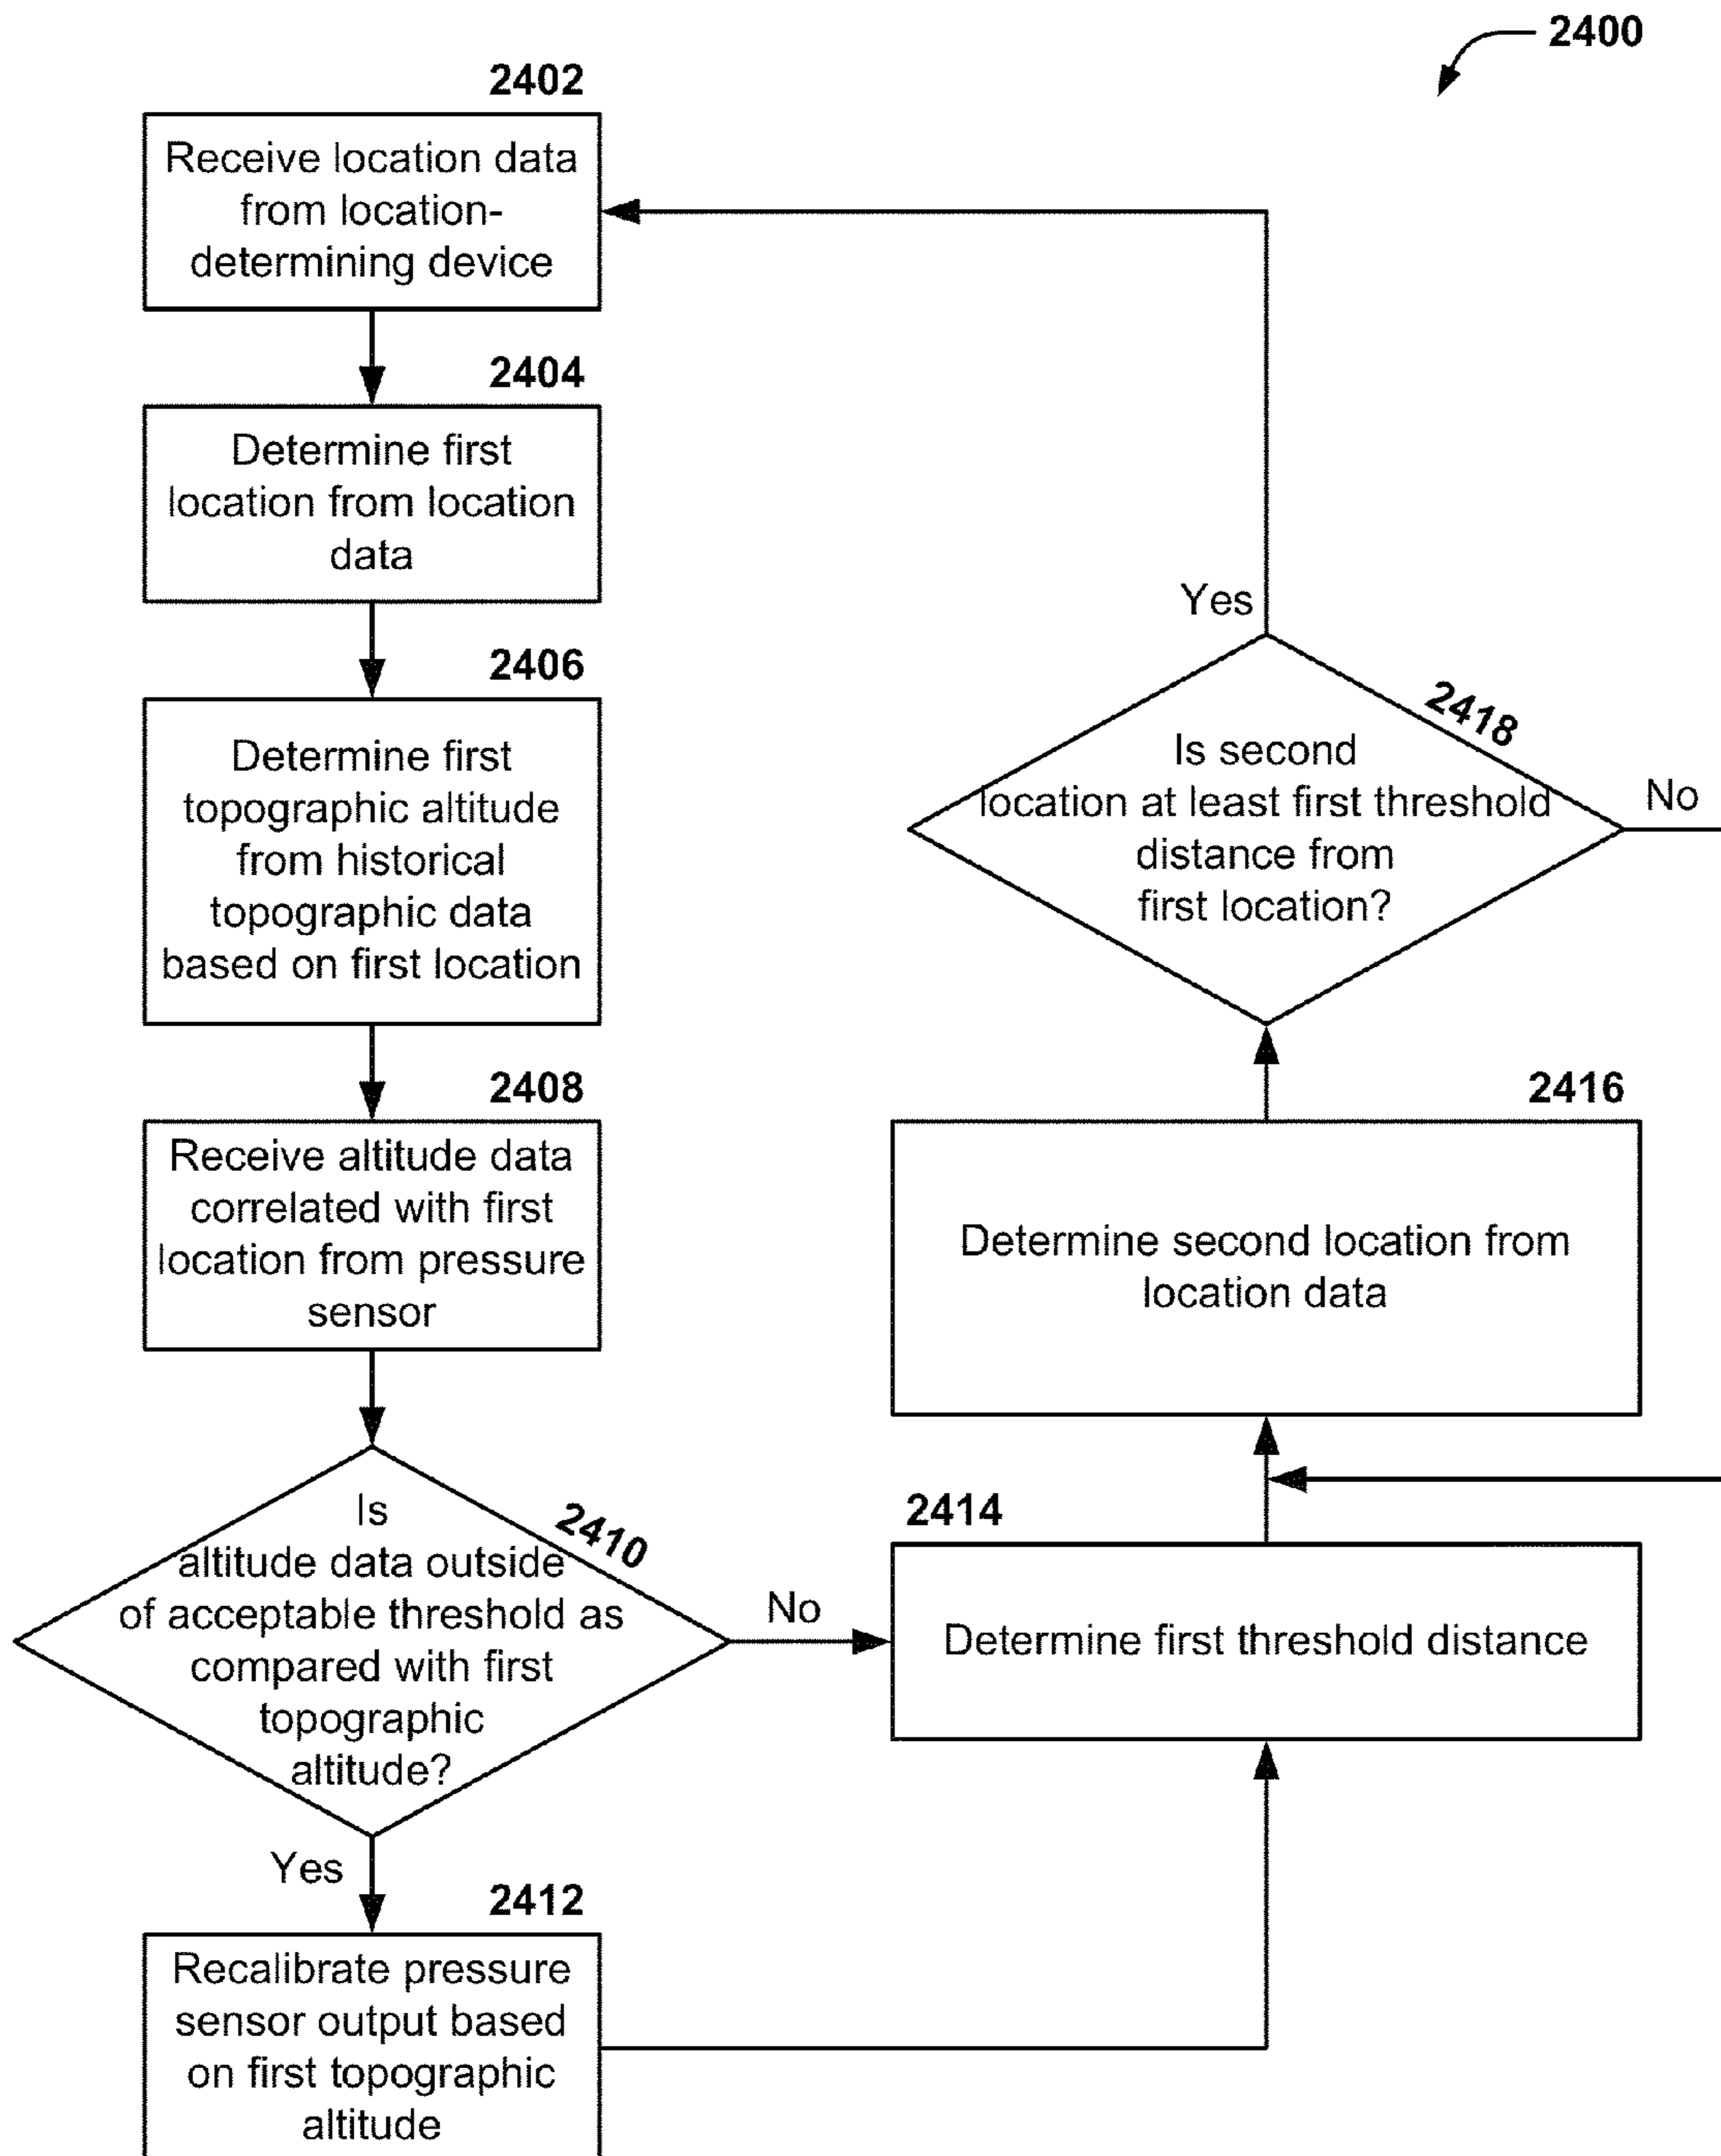 2400
2402
Receive location data
from location-
determining device
2404
Determine first
location from location
data
2406
Determine first
topographic altitude
from historical
topographic data
based on first location
2408
Receive altitude data
correlated with first
location from pressure
sensor
2410
Is
altitude data outside
of acceptable threshold as
compared with first
topographic
altitude?
No
Yes
2412
Recalibrate pressure
sensor output based
on first topographic
altitude
2414
Determine first threshold distance
2416
Determine second location from
location data
2418
Is second
location at least first threshold
distance from
first location?
Yes
No